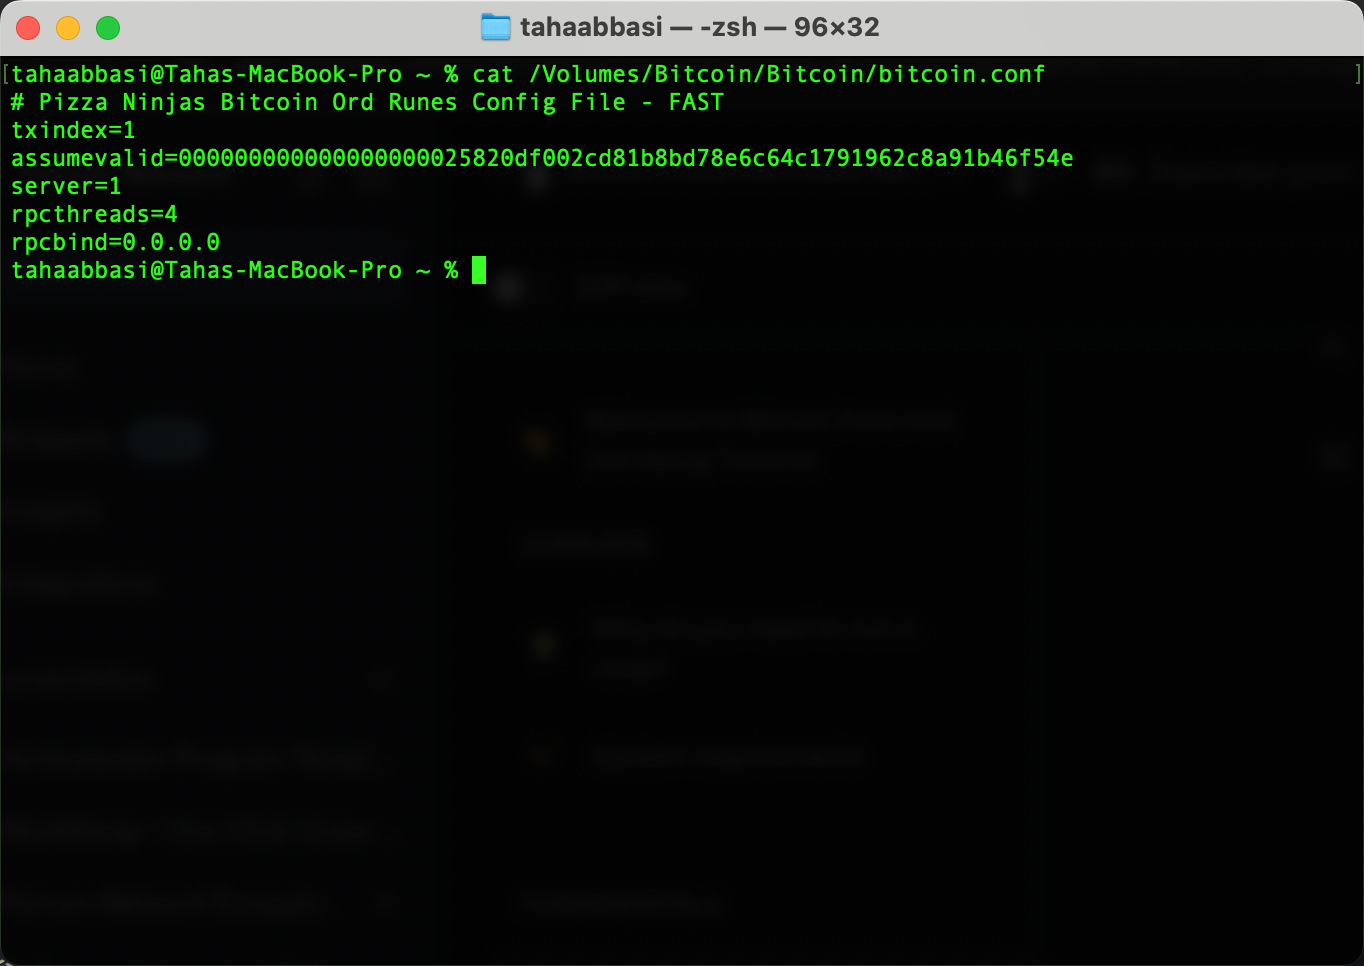 tahaabbasi — -zsh — 96×32
[tahaabbasi@Tahas-MacBook-Pro ~ % cat /Volumes/Bitcoin/Bitcoin/bitcoin.conf ]
# Pizza Ninjas Bitcoin Ord Runes Config File - FAST
txindex=1
assumevalid=0000000000000000000025820df002cd81b8bd78e6c64c1791962c8a91b46f54e
server=1
rpcthreads=4
rpcbind=0.0.0.0
tahaabbasi@Tahas-MacBook-Pro ~ %